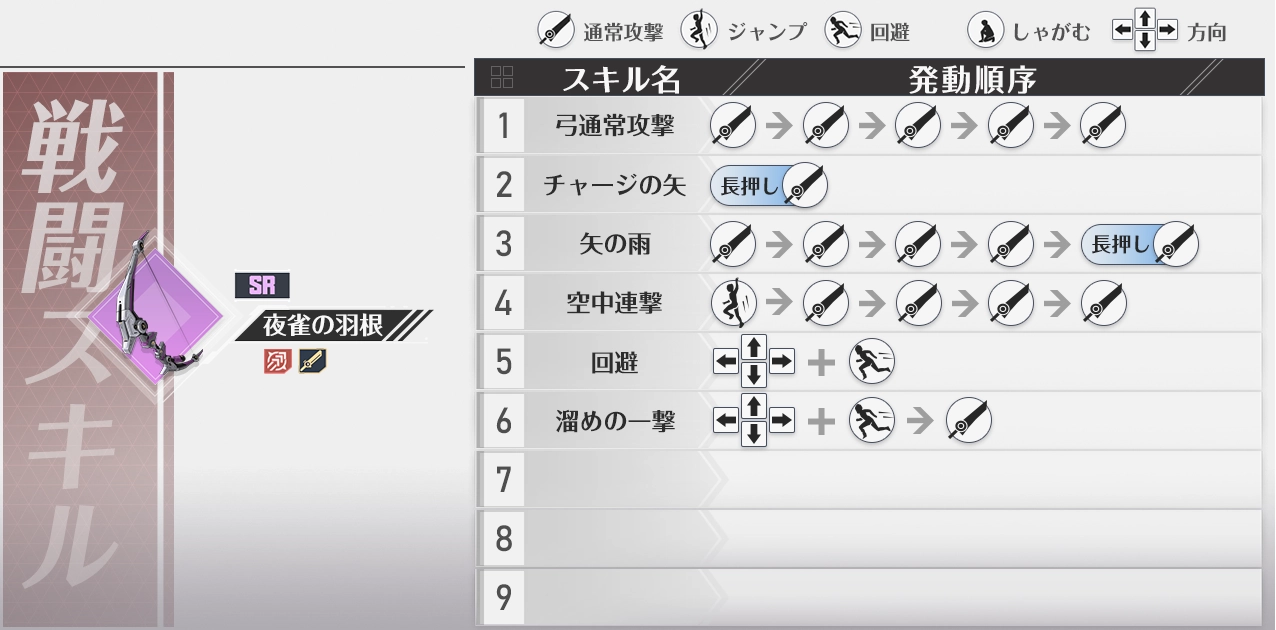 通常攻撃 ジャンプ 回避 しゃがむ 方向
戦闘スキル
SR
夜雀の羽根
スキル名 発動順序
1 弓通常攻撃
2 チャージの矢 長押し
3 矢の雨 長押し
4 空中連撃
5 回避
6 溜めの一撃
7
8
9